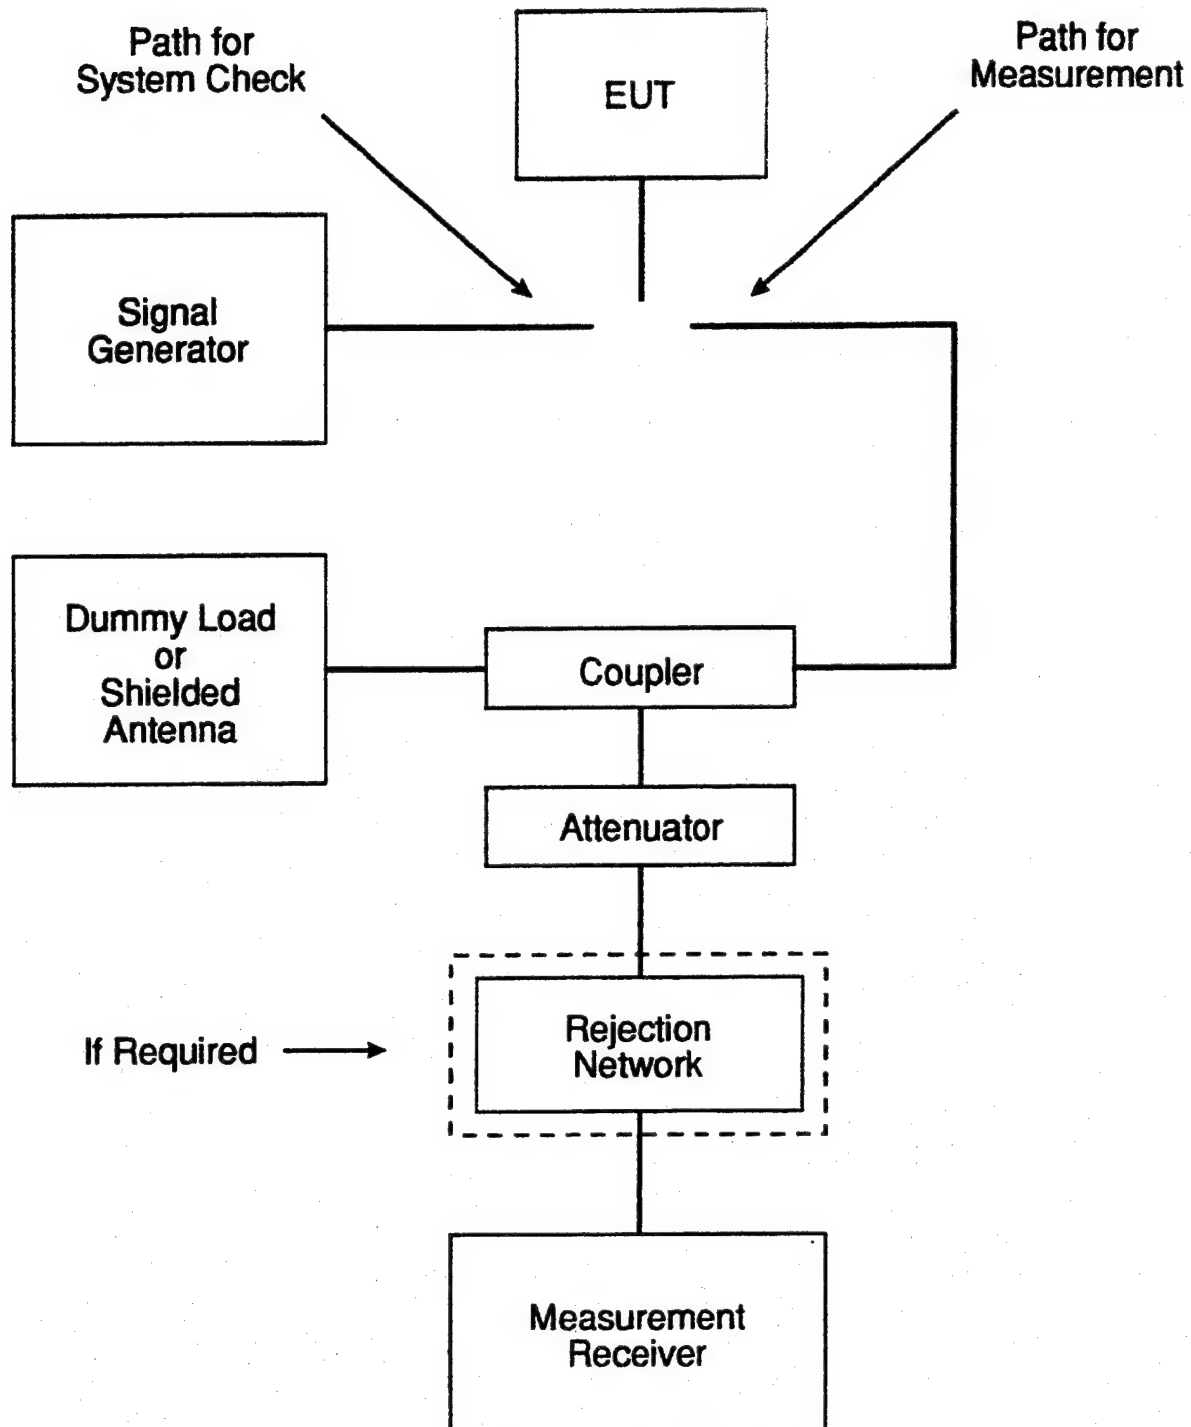 Path for
System Check
EUT
Path for
Measurement
Signal
Generator
Dummy Load
or
Shielded
Antenna
Coupler
Attenuator
If Required
Rejection
Network
Measurement
Receiver